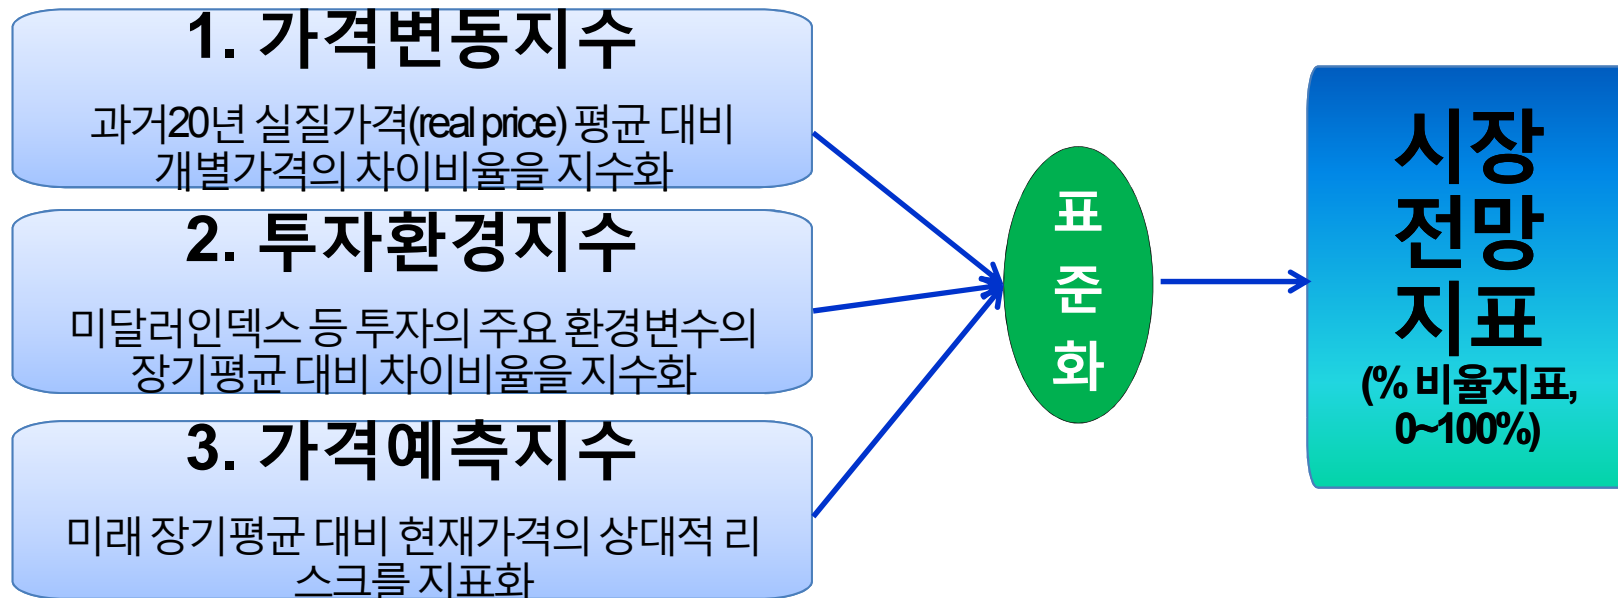 1. 가격변동지수
과거20년 실질가격(real price) 평균 대비
개별가격의 차이비율을 지수화
2. 투자환경지수
미달러인덱스 등 투자의 주요 환경변수의
장기평균 대비 차이비율을 지수화
3. 가격예측지수
미래 장기평균 대비 현재가격의 상대적 리
스크를 지표화
표
준
화
시장
전망
지표
(% 비율지표,
0~100%)